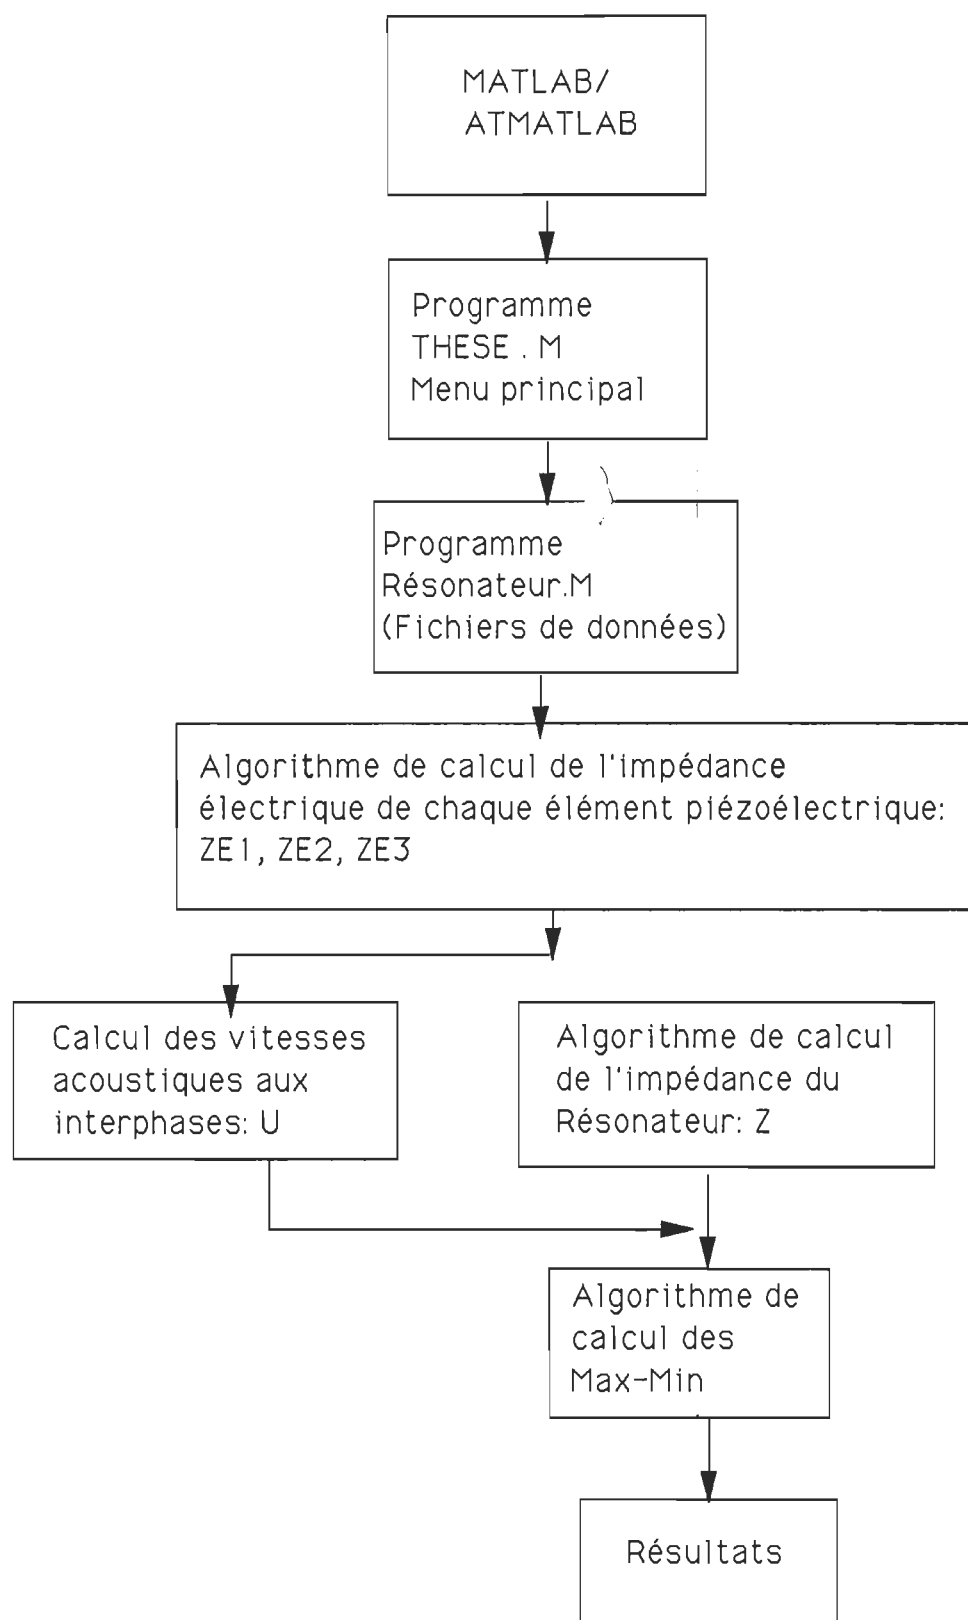 MATLAB/
ATMATLAB
Programme
THESE . M
Menu principal
Programme
Résonateur.M
(Fichiers de données)
Algorithme de calcul de l'impédance
électrique de chaque élément piézoélectrique:
ZE1, ZE2, ZE3
Calcul des vitesses
acoustiques aux
interphases: U
Algorithme de calcul
de l'impédance du
Résonateur: Z
Algorithme de
calcul des
Max-Min
Résultats